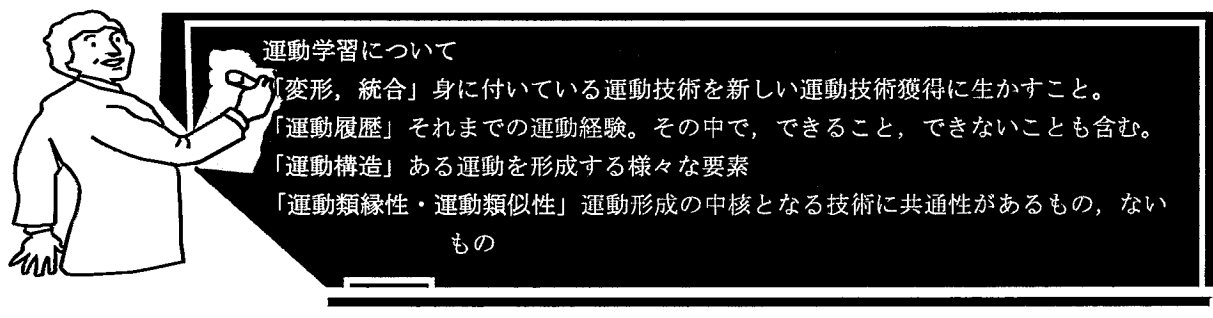 運動学習について
「変形，統合」身に付いている運動技術を新しい運動技術獲得に生かすこと。
「運動履歴」それまでの運動経験。その中で，できること，できないことも含む。
「運動構造」ある運動を形成する様々な要素
「運動類縁性・運動類似性」運動形成の中核となる技術に共通性があるもの，ない
もの